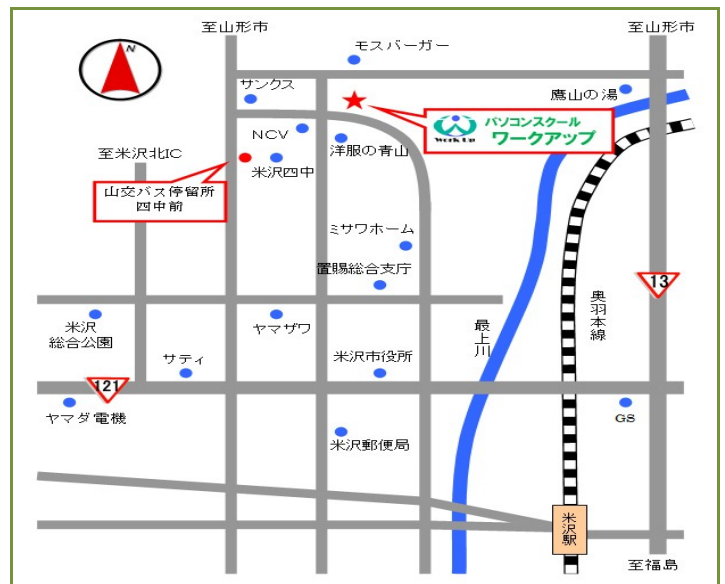 至山形市
至山形市
モスバーガー
N
サンクス
鷹山の湯
パソコンスクール
ワークアップ
Work Up
NCV
洋服の青山
至米沢北IC
米沢四中
山交バス停留所
四中前
ミサワホーム
置賜総合支庁
13
奥羽本線
米沢
総合公園
ヤマザワ
最上川
サティ
米沢市役所
121
ヤマダ電機
GS
米沢郵便局
米沢駅
至福島